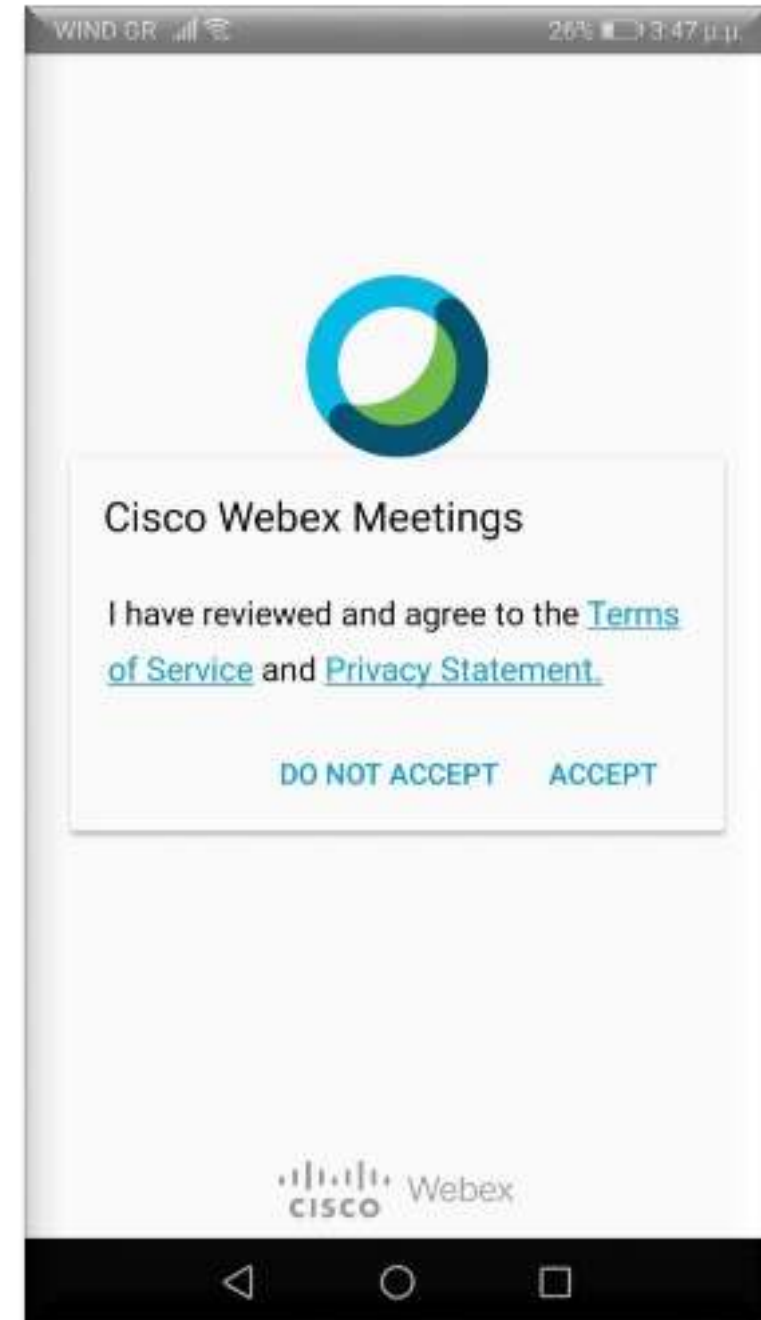 WIND GR 26% 3:47 μ.μ.
Cisco Webex Meetings
I have reviewed and agree to the Terms
of Service and Privacy Statement.
DO NOT ACCEPT ACCEPT
CISCO Webex